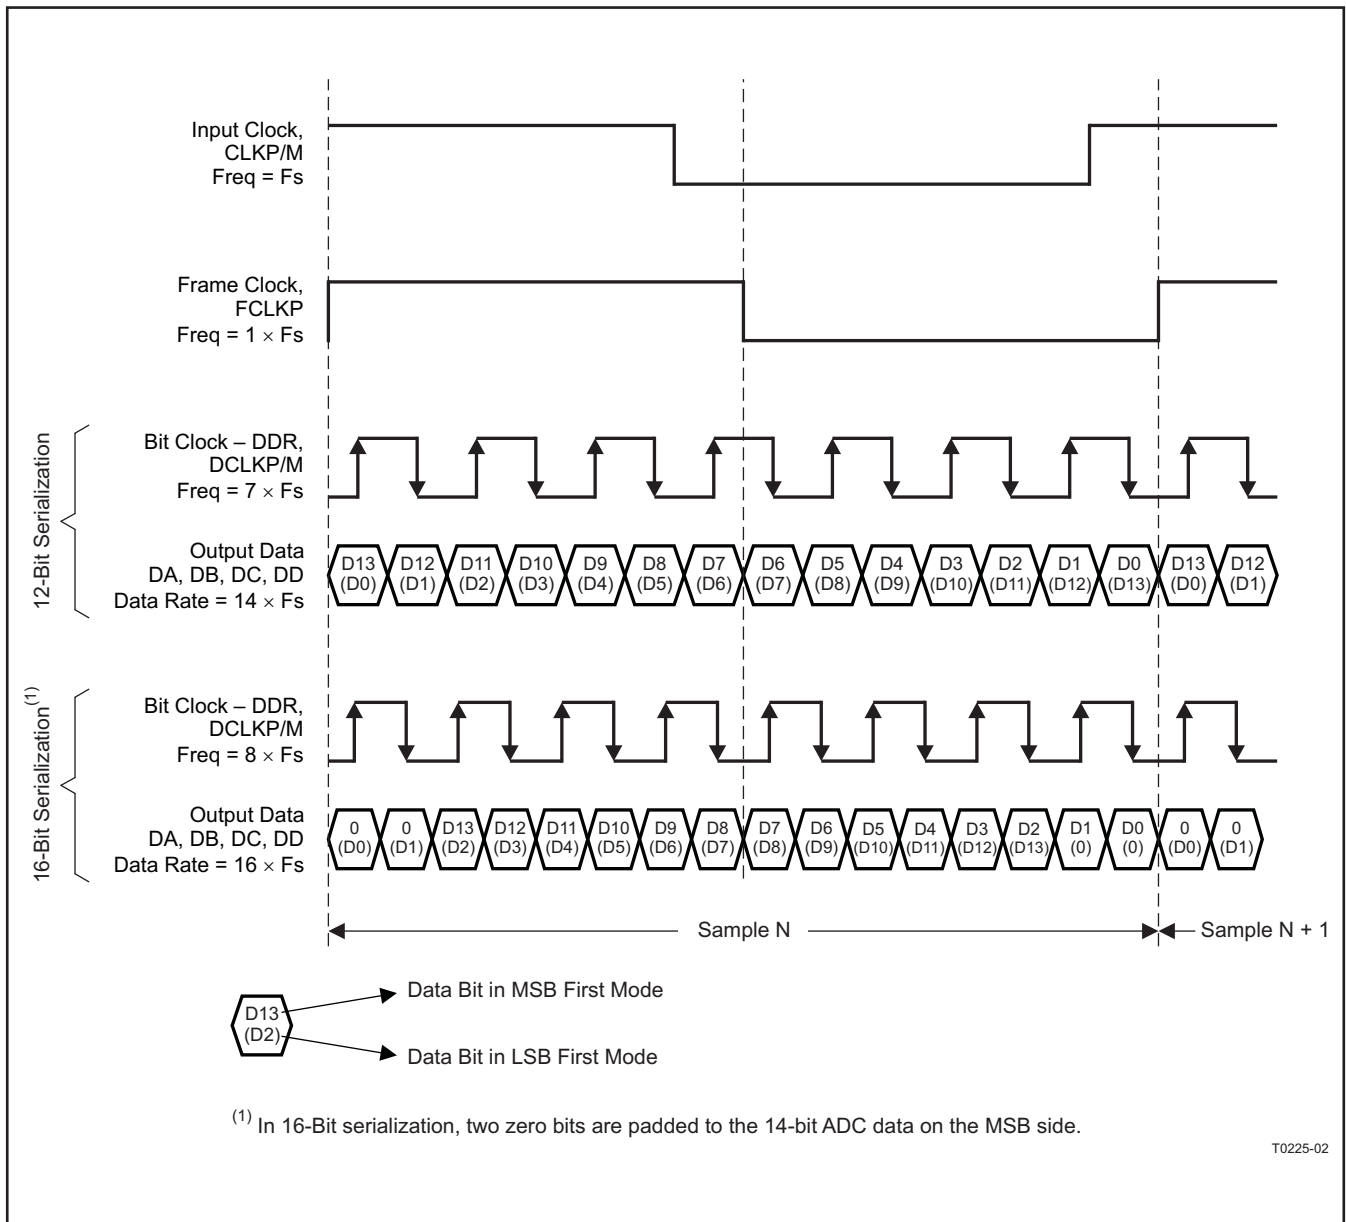 Input Clock,
CLKP/M
Freq = Fs
Frame Clock,
FCLKP
Freq = 1 × Fs
12-Bit Serialization
Bit Clock – DDR,
DCLKP/M
Freq = 7 × Fs
Output Data
DA, DB, DC, DD
Data Rate = 14 × Fs
D13 D12 D11 D10 D9 D8 D7 D6 D5 D4 D3 D2 D1 D0 D13 D12
(D0) (D1) (D2) (D3) (D4) (D5) (D6) (D7) (D8) (D9) (D10) (D11) (D12) (D13) (D0) (D1)
16-Bit Serialization(1)
Bit Clock – DDR,
DCLKP/M
Freq = 8 × Fs
Output Data
DA, DB, DC, DD
Data Rate = 16 × Fs
0 0 D13 D12 D11 D10 D9 D8 D7 D6 D5 D4 D3 D2 D1 D0 0 0
(D0) (D1) (D2) (D3) (D4) (D5) (D6) (D7) (D8) (D9) (D10) (D11) (D12) (D13) (0) (0) (D0) (D1)
Sample N
Sample N + 1
D13
(D2)
Data Bit in MSB First Mode
Data Bit in LSB First Mode
(1) In 16-Bit serialization, two zero bits are padded to the 14-bit ADC data on the MSB side.
T0225-02